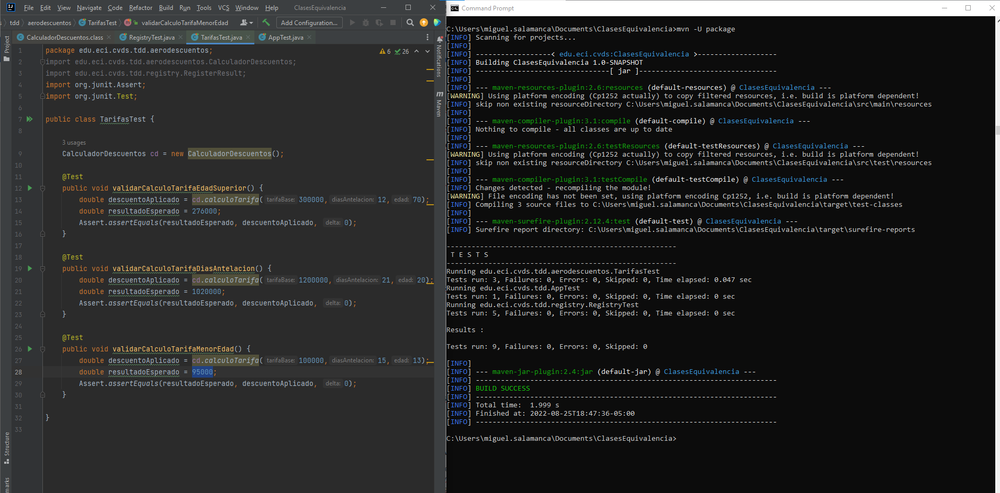 File Edit View Navigate Code Refactor Build Run Tools VCS Window Help ClasesEquivalencia
tdd aerodescuentos TarifasTest validarCalculoTarifaMenorEdad Add Configuration...
CalculadorDescuentos.class RegistryTest.java TarifasTest.java AppTest.java
Project
Structure
marks
Notifications
Maven
6 26
1 package edu.eci.cvds.tdd.aerodescuentos;
2 import edu.eci.cvds.tdd.aerodescuentos.CalculadorDescuentos;
3 import edu.eci.cvds.tdd.registry.RegisterResult;
4 import org.junit.Assert;
5 import org.junit.Test;
6
7 public class TarifasTest {
8
3 usages
9 CalculadorDescuentos cd = new CalculadorDescuentos();
10
11 @Test
12 public void validarCalculoTarifaEdadSuperior() {
13 double descuentoAplicado = cd.calculoTarifa( tarifaBase: 300000, diasAntelacion: 12, edad: 70);
14 double resultadoEsperado = 276000;
15 Assert.assertEquals(resultadoEsperado, descuentoAplicado, delta: 0);
16 }
17
18 @Test
19 public void validarCalculoTarifaDiasAntelacion() {
20 double descuentoAplicado = cd.calculoTarifa( tarifaBase: 1200000, diasAntelacion: 21, edad: 20);
21 double resultadoEsperado = 1020000;
22 Assert.assertEquals(resultadoEsperado, descuentoAplicado, delta: 0);
23 }
24
25 @Test
26 public void validarCalculoTarifaMenorEdad() {
27 double descuentoAplicado = cd.calculoTarifa( tarifaBase: 100000, diasAntelacion: 15, edad: 13);
28 double resultadoEsperado = 95000;
29 Assert.assertEquals(resultadoEsperado, descuentoAplicado, delta: 0);
30 }
31
32 }
33
Command Prompt
C:\Users\miguel.salamanca\Documents\ClasesEquivalencia>mvn -U package
[INFO] Scanning for projects...
[INFO]
[INFO] ------------------< edu.eci.cvds:ClasesEquivalencia >-------------------
[INFO] Building ClasesEquivalencia 1.0-SNAPSHOT
[INFO] --------------------------------[ jar ]---------------------------------
[INFO]
[INFO] --- maven-resources-plugin:2.6:resources (default-resources) @ ClasesEquivalencia ---
[WARNING] Using platform encoding (Cp1252 actually) to copy filtered resources, i.e. build is platform dependent!
[INFO] skip non existing resourceDirectory C:\Users\miguel.salamanca\Documents\ClasesEquivalencia\src\main\resources
[INFO]
[INFO] --- maven-compiler-plugin:3.1:compile (default-compile) @ ClasesEquivalencia ---
[INFO] Nothing to compile - all classes are up to date
[INFO]
[INFO] --- maven-resources-plugin:2.6:testResources (default-testResources) @ ClasesEquivalencia ---
[WARNING] Using platform encoding (Cp1252 actually) to copy filtered resources, i.e. build is platform dependent!
[INFO] skip non existing resourceDirectory C:\Users\miguel.salamanca\Documents\ClasesEquivalencia\src\test\resources
[INFO]
[INFO] --- maven-compiler-plugin:3.1:testCompile (default-testCompile) @ ClasesEquivalencia ---
[INFO] Changes detected - recompiling the module!
[WARNING] File encoding has not been set, using platform encoding Cp1252, i.e. build is platform dependent!
[INFO] Compiling 3 source files to C:\Users\miguel.salamanca\Documents\ClasesEquivalencia\target\test-classes
[INFO]
[INFO] --- maven-surefire-plugin:2.12.4:test (default-test) @ ClasesEquivalencia ---
[INFO] Surefire report directory: C:\Users\miguel.salamanca\Documents\ClasesEquivalencia\target\surefire-reports
-------------------------------------------------------
T E S T S
-------------------------------------------------------
Running edu.eci.cvds.tdd.aerodescuentos.TarifasTest
Tests run: 3, Failures: 0, Errors: 0, Skipped: 0, Time elapsed: 0.047 sec
Running edu.eci.cvds.tdd.AppTest
Tests run: 1, Failures: 0, Errors: 0, Skipped: 0, Time elapsed: 0 sec
Running edu.eci.cvds.tdd.registry.RegistryTest
Tests run: 5, Failures: 0, Errors: 0, Skipped: 0, Time elapsed: 0 sec
Results :
Tests run: 9, Failures: 0, Errors: 0, Skipped: 0
[INFO]
[INFO] --- maven-jar-plugin:2.4:jar (default-jar) @ ClasesEquivalencia ---
[INFO] ------------------------------------------------------------------------
[INFO] BUILD SUCCESS
[INFO] ------------------------------------------------------------------------
[INFO] Total time:  1.999 s
[INFO] Finished at: 2022-08-25T18:47:36-05:00
[INFO] ------------------------------------------------------------------------
C:\Users\miguel.salamanca\Documents\ClasesEquivalencia>